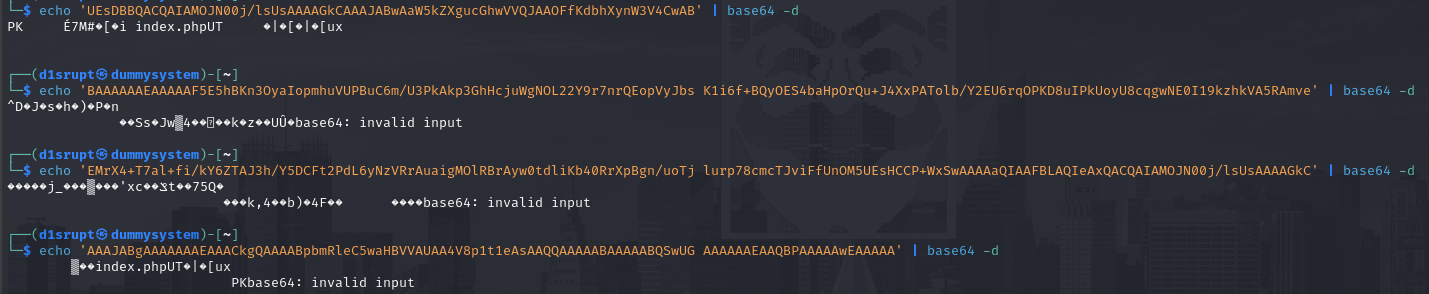 └─$ echo 'UEsDBBQACQAIAMOJN00j/lsUsAAAAGkCAAAJABwAaW5kZXgucGhwVVQJAAOFfKdbhXynW3V4CwAB' | base64 -d
PK É7M#�[�i index.phpUT �|�[�|�[ux
┌──(d1srupt㉿dummysystem)-[~]
└─$ echo 'BAAAAAAEAAAAAF5E5hBKn3OyaIopmhuVUPBuC6m/U3PkAkp3GhHcjuWgNOL22Y9r7nrQEopVyJbs K1i6f+BQyOES4baHpOrQu+J4XxPATolb/Y2EU6rqOPKD8uIPkUoyU8cqgwNE0I19kzhkVA5RAmve' | base64 -d
^D�J�s�h�)�P�n
��Ss�Jw▒4����k�z��UÛ�base64: invalid input
┌──(d1srupt㉿dummysystem)-[~]
└─$ echo 'EMrX4+T7al+fi/kY6ZTAJ3h/Y5DCFt2PdL6yNzVRrAuaigMOlRBrAyw0tdliKb40RrXpBgn/uoTj lurp78cmcTJviFfUnOM5UEsHCCP+WxSwAAAAaQIAAFBLAQIeAxQACQAIAMOJN00j/lsUsAAAAGkC' | base64 -d
�����j_���▒���'xc��ݏt��75Q�
���k,4��b)�4F�� ����base64: invalid input
┌──(d1srupt㉿dummysystem)-[~]
└─$ echo 'AAAJABgAAAAAAAEAAACkgQAAAABpbmRleC5waHBVVAUAA4V8p1t1eAsAAQQAAAAABAAAAABQSwUG AAAAAAEAAQBPAAAAAwEAAAAA' | base64 -d
▒��index.phpUT�|�[ux
PKbase64: invalid input